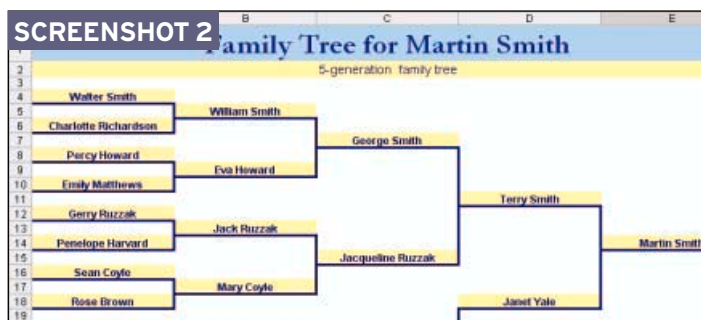 SCREENSHOT 2
B C D E
1 Family Tree for Martin Smith
2 5-generation family tree
3
4 Walter Smith
5 William Smith
6 Charlotte Richardson
7 George Smith
8 Percy Howard
9 Eva Howard
10 Emily Matthews
11 Terry Smith
12 Gerry Ruzzak
13 Jack Ruzzak
14 Penelope Harvard Martin Smith
15 Jacqueline Ruzzak
16 Sean Coyle
17 Mary Coyle
18 Rose Brown Janet Yale
19